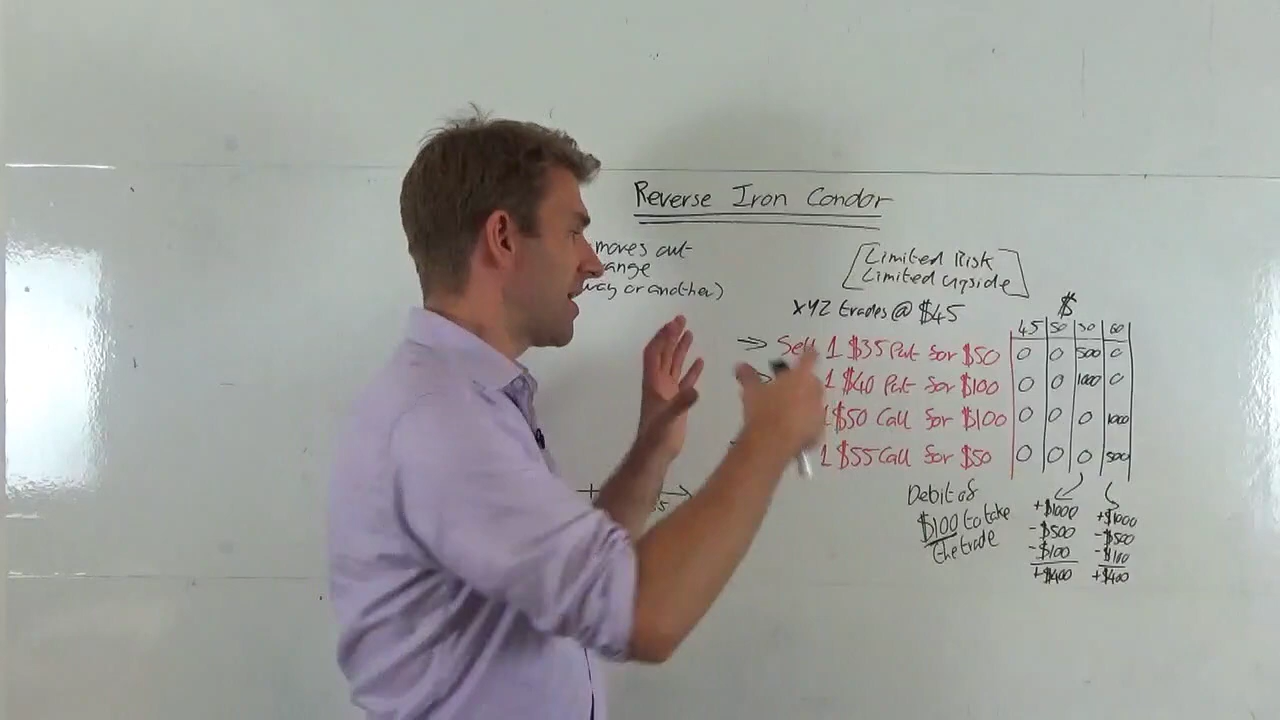 Reverse Iron Condor
moves out-
ange
way or another)
[Limited Risk
Limited Upside]
XYZ trades @ $45
$
45 50 30 60
⇒ Sell 1 $35 Put for $50 0 0 500 0
1 $40 Put for $100 0 0 1000 0
1 $50 Call for $100 0 0 0 1000
1 $55 Call for $50 0 0 0 500
Debit of
$100 to take
the trade
+$1000 +$1000
-$500 -$500
-$100 -$100
+$400 +$400